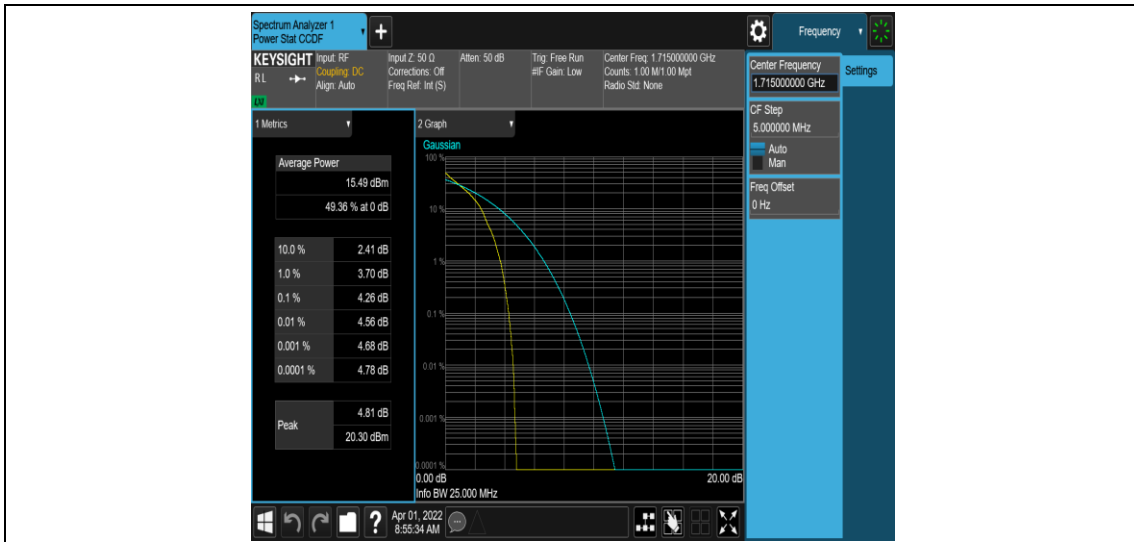 Spectrum Analyzer 1
Power Stat CCDF
+
Frequency
KEYSIGHT
RL
LXI
Input: RF
Coupling: DC
Align: Auto
Input Z: 50 Ω
Corrections: Off
Freq Ref: Int (S)
Atten: 50 dB
Trig: Free Run
#IF Gain: Low
Center Freq: 1.715000000 GHz
Counts: 1.00 M/1.00 Mpt
Radio Std: None
Center Frequency
1.715000000 GHz
Settings
CF Step
5.000000 MHz
Auto
Man
Freq Offset
0 Hz
1 Metrics
Average Power
15.49 dBm
49.36 % at 0 dB
10.0 % 2.41 dB
1.0 % 3.70 dB
0.1 % 4.26 dB
0.01 % 4.56 dB
0.001 % 4.68 dB
0.0001 % 4.78 dB
Peak
4.81 dB
20.30 dBm
2 Graph
Gaussian
100 %
10 %
1 %
0.1 %
0.01 %
0.001 %
0.0001 %
0.00 dB 20.00 dB
Info BW 25.000 MHz
?
Apr 01, 2022
8:55:34 AM